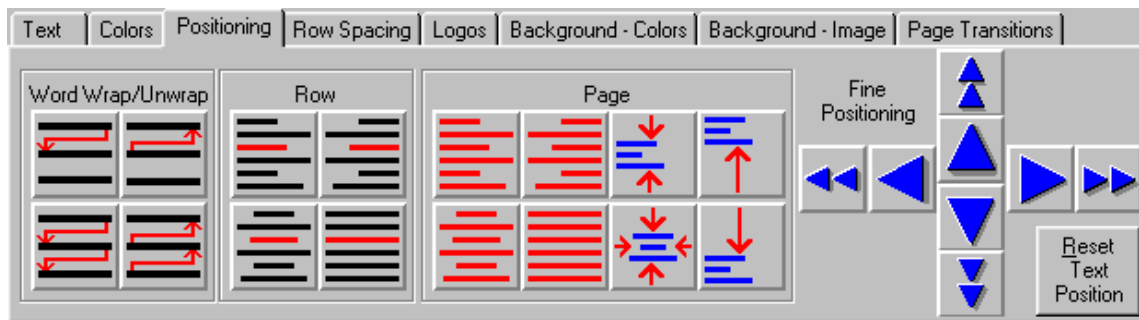 Text Colors Positioning Row Spacing Logos Background - Colors Background - Image Page Transitions
Word Wrap/Unwrap Row Page
Fine
Positioning
Reset
Text
Position